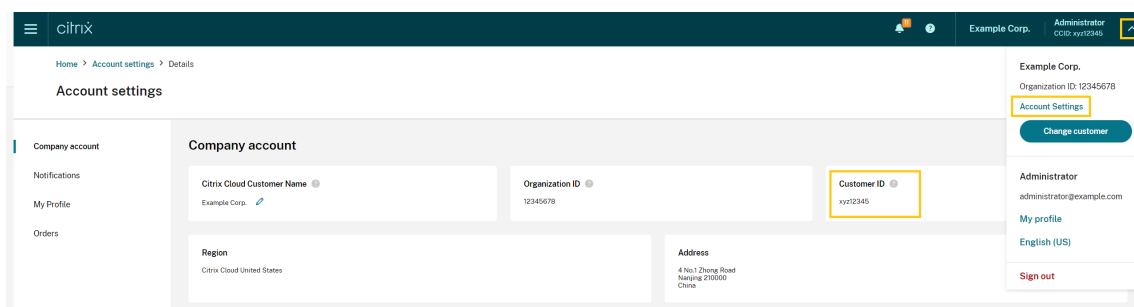 citrix
11
?
Example Corp.
Administrator
CCID: xyz12345
Home > Account settings > Details
Account settings
Example Corp.
Organization ID: 12345678
Account Settings
Change customer
Administrator
administrator@example.com
My profile
English (US)
Sign out
Company account
Notifications
My Profile
Orders
Company account
Citrix Cloud Customer Name ?
Example Corp.
Organization ID ?
12345678
Customer ID ?
xyz12345
Region
Citrix Cloud United States
Address
4 No.1 Zhong Road
Nanjing 210000
China